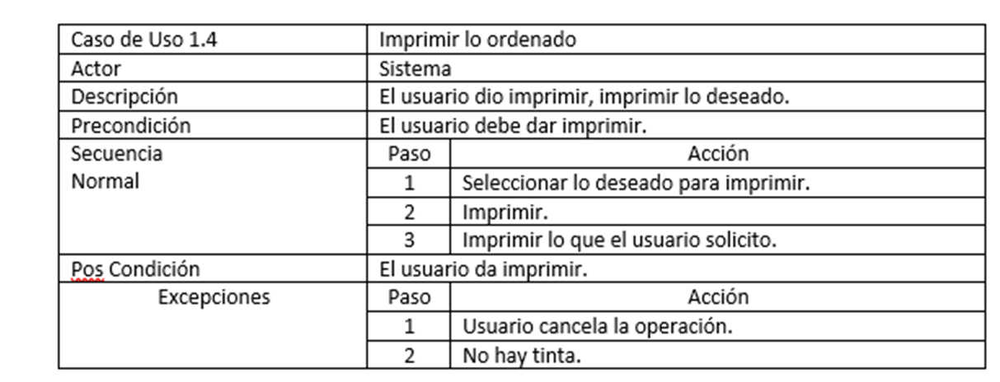 Caso de Uso 1.4 Imprimir lo ordenado
Actor Sistema
Descripción El usuario dio imprimir, imprimir lo deseado.
Precondición El usuario debe dar imprimir.
Secuencia Paso Acción
Normal 1 Seleccionar lo deseado para imprimir.
2 Imprimir.
3 Imprimir lo que el usuario solicito.
Pos Condición El usuario da imprimir.
Excepciones Paso Acción
1 Usuario cancela la operación.
2 No hay tinta.